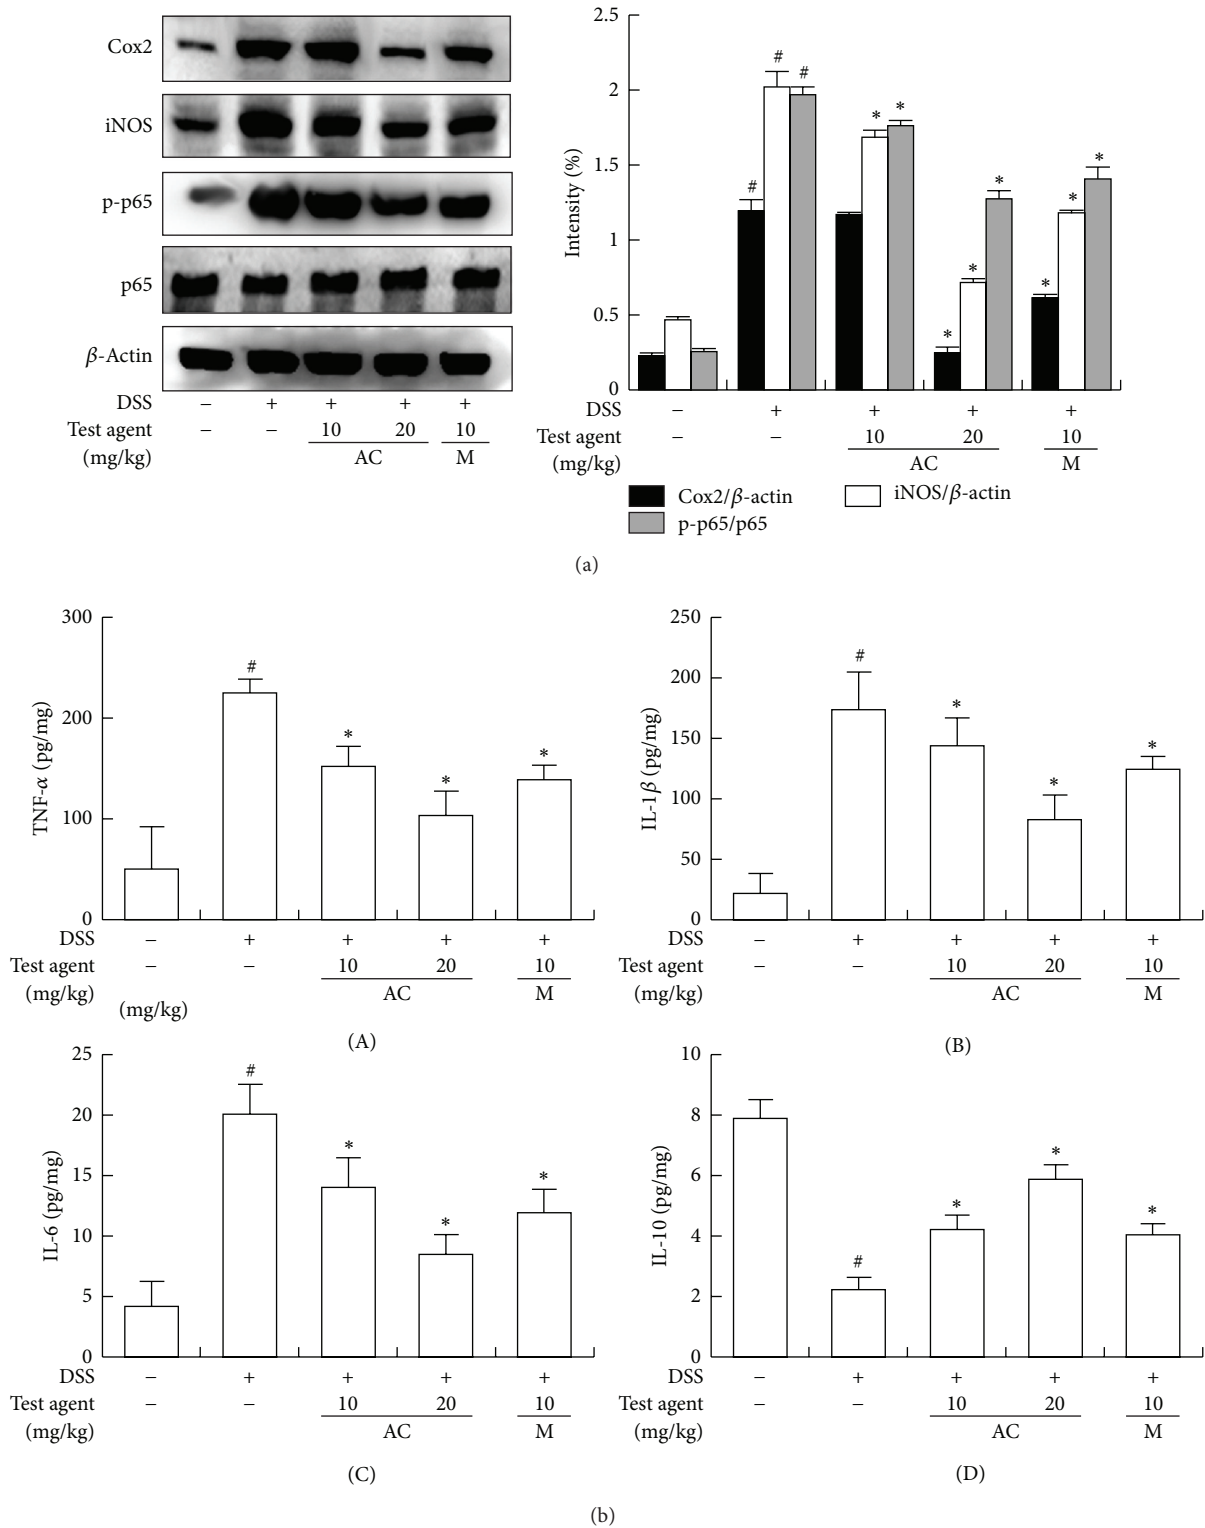 Cox2
iNOS
p-p65
p65
β-Actin
DSS − + + + +
Test agent − − 10 20 10
(mg/kg) AC M
2.5
2
1.5
1
0.5
0
Intensity (%)
# # #
* *
* * *
* * *
DSS − + + + +
Test agent − − 10 20 10
(mg/kg) AC M
Cox2/β-actin
iNOS/β-actin
p-p65/p65
(a)
300
200
100
0
TNF-α (pg/mg)
# * * *
DSS − + + + +
Test agent − − 10 20 10
(mg/kg) AC M
(mg/kg)
(A)
250
200
150
100
50
0
IL-1β (pg/mg)
# * * *
DSS − + + + +
Test agent − − 10 20 10
(mg/kg) AC M
(B)
25
20
15
10
5
0
IL-6 (pg/mg)
# * * *
DSS − + + + +
Test agent − − 10 20 10
(mg/kg) AC M
(C)
10
8
6
4
2
0
IL-10 (pg/mg)
# * * *
DSS − + + + +
Test agent − − 10 20 10
(mg/kg) AC M
(D)
(b)